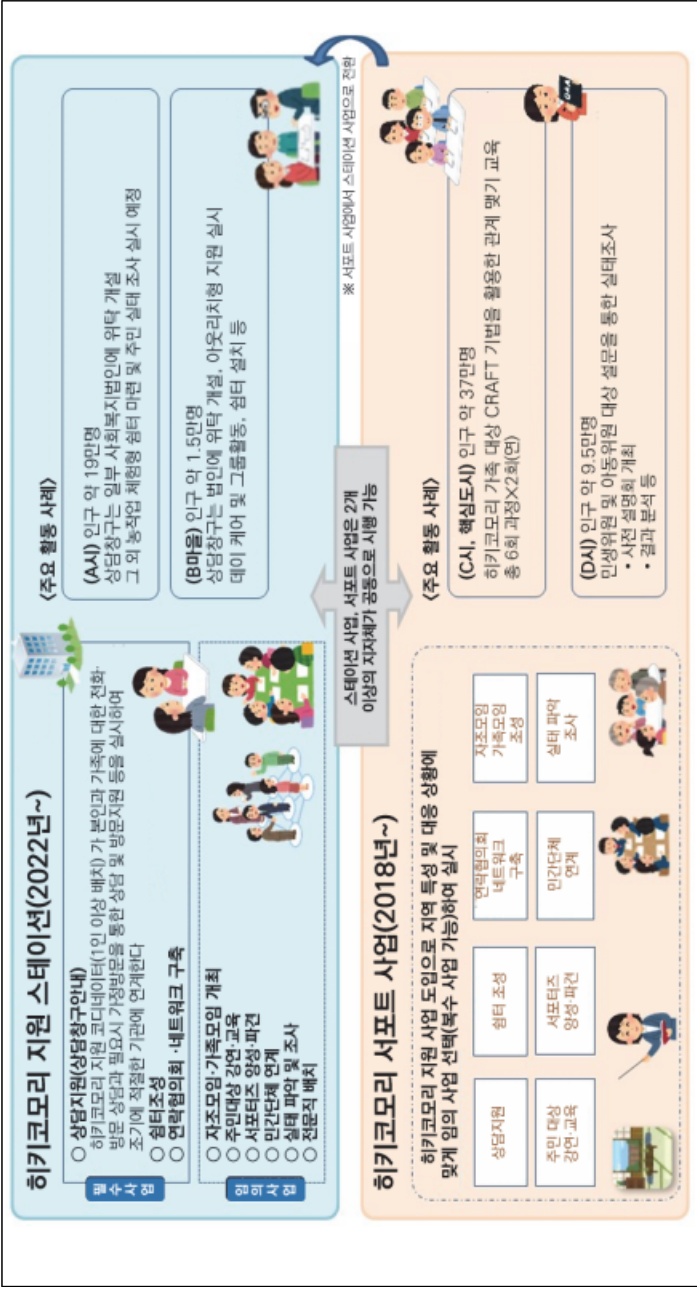 히키코모리 지원 스테이션(2022년~)
필수사업
○ 상담지원(상담창구안내)
히키코모리 지원 코디네이터(1인 이상 배치) 가 본인과 가족에 대한 전화·
방문 상담과 필요시 가정방문을 통한 상담 및 방문지원 등을 실시하여
조기에 적절한 기관에 연계한다
○ 쉼터조성
○ 연락협의회 ·네트워크 구축
임의사업
○ 자조모임·가족모임 개최
○ 주민대상 강연·교육
○ 서포터즈 양성·파견
○ 민간단체 연계
○ 실태 파악 및 조사
○ 전문직 배치
<주요 활동 사례>
(A시) 인구 약 19만명
상담창구는 일부 사회복지법인에 위탁 개설
그 외 농작업 체험형 쉼터 마련 및 주민 실태 조사 실시 예정
(B마을) 인구 약 1.5만명
상담창구는 법인에 위탁 개설, 아웃리치형 지원 실시
데이 케어 및 그룹활동, 쉼터 설치 등
스테이션 사업, 서포트 사업은 2개
이상의 지자체가 공동으로 시행 가능
※ 서포트 사업에서 스테이션 사업으로 전환
히키코모리 서포트 사업(2018년~)
히키코모리 지원 사업 도입으로 지역 특성 및 대응 상황에
맞게 임의 사업 선택(복수 사업 가능)하여 실시
상담지원
쉼터 조성
연락협의회
네트워크
구축
자조모임
가족모임
조성
주민 대상
강연·교육
서포터즈
양성·파견
민간단체
연계
실태 파악
조사
<주요 활동 사례>
(C시, 핵심도시) 인구 약 37만명
히키코모리 가족 대상 CRAFT 기법을 활용한 관계 맺기 교육
총 6회 과정X2회(연)
(D시) 인구 약 9.5만명
민생위원 및 아동위원 대상 설문을 통한 실태조사
• 사전 설명회 개최
• 결과 분석 등